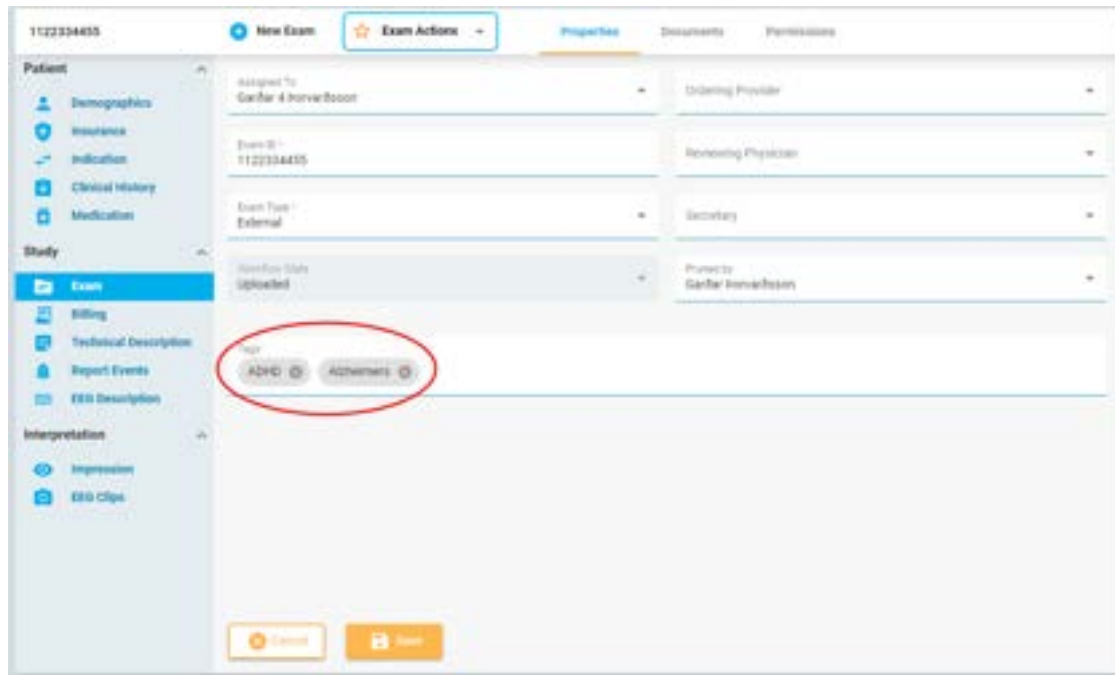 1122334455
New Exam
Exam Actions
Properties
Documents
Permissions
Patient
Demographics
Insurance
Indication
Clinical History
Medication
Study
Exam
Billing
Technical Description
Report Events
EEG Description
Interpretation
Impression
EEG Clips
Assigned To
Ordering Provider
Exam ID *
1122334455
Reviewing Physician
Exam Type *
External
Secretary
Workflow State
Uploaded
Pruned by
Tags
ADHD
Alzheimers
Cancel
Save